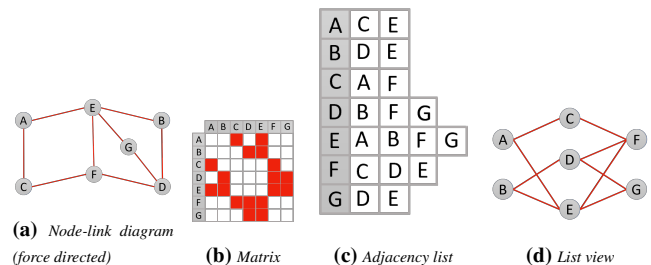 A
E
B
G
C
F
D
(a) Node-link diagram
(force directed)
A B C D E F G
A
B
C
D
E
F
G
(b) Matrix
A C E
B D E
C A F
D B F G
E A B F G
F C D E
G D E
(c) Adjacency list
C
A
F
D
B
G
E
(d) List view